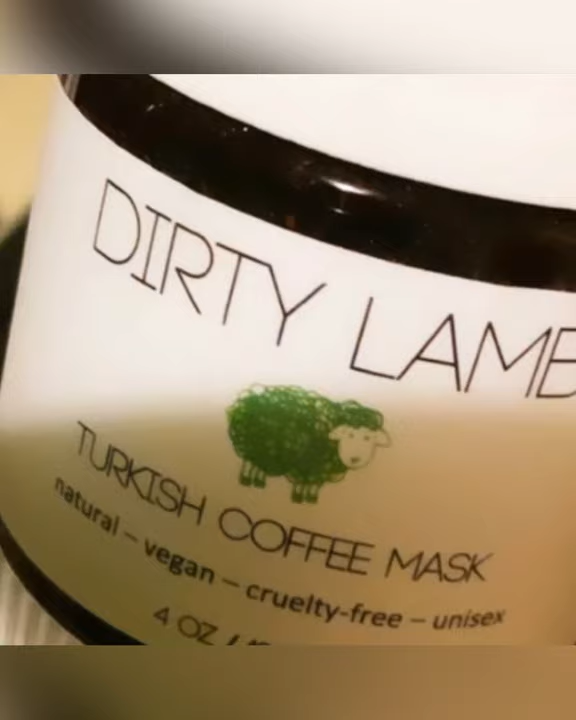 DIRTY LAMB
TURKISH COFFEE MASK
natural – vegan – cruelty-free – unisex
4 OZ /